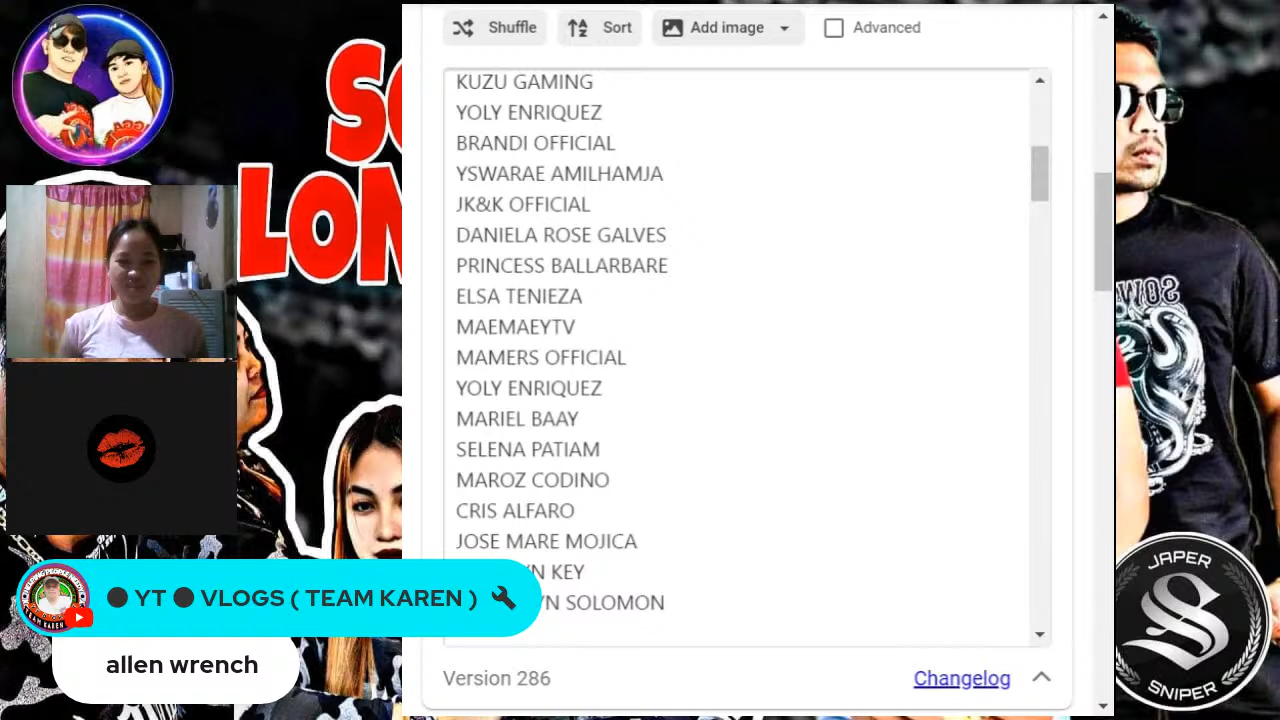 Shuffle
Sort
Add image
Advanced
KUZU GAMING
YOLY ENRIQUEZ
BRANDI OFFICIAL
YSWARAE AMILHAMJA
JK&K OFFICIAL
DANIELA ROSE GALVES
PRINCESS BALLARBARE
ELSA TENIEZA
MAEMAEYTV
MAMERS OFFICIAL
YOLY ENRIQUEZ
MARIEL BAAY
SELENA PATIAM
MAROZ CODINO
CRIS ALFARO
JOSE MARE MOJICA
KEY
SOLOMON
Version 286
Changelog
● YT ● VLOGS ( TEAM KAREN )
allen wrench
JAPER
S
SNIPER